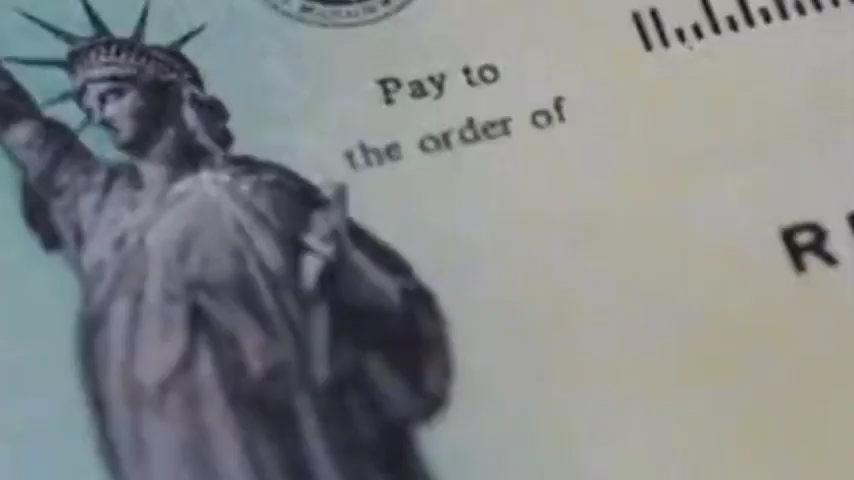 Pay to
the order of
R